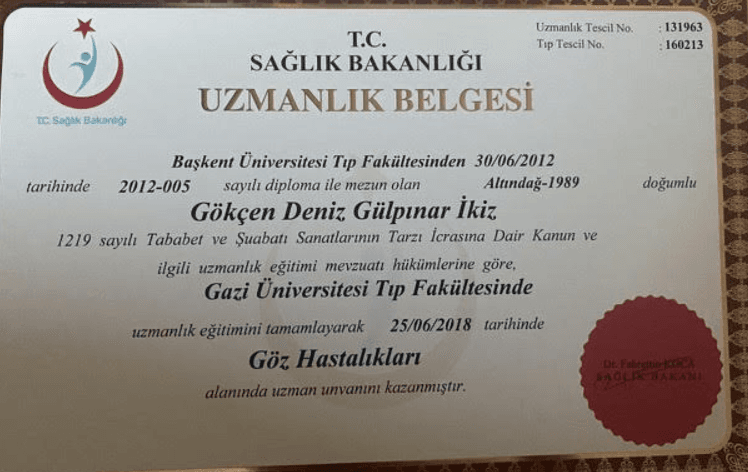 T.C. Sağlık Bakanlığı
T.C.
SAĞLIK BAKANLIĞI
UZMANLIK BELGESİ
Uzmanlık Tescil No. : 131963
Tıp Tescil No. : 160213
Başkent Üniversitesi Tıp Fakültesinden 30/06/2012
tarihinde 2012-005 sayılı diploma ile mezun olan Altındağ-1989 doğumlu
Gökçen Deniz Gülpınar İkiz
1219 sayılı Tababet ve Şuabatı Sanatlarının Tarzı İcrasına Dair Kanun ve
ilgili uzmanlık eğitimi mevzuatı hükümlerine göre,
Gazi Üniversitesi Tıp Fakültesinde
uzmanlık eğitimini tamamlayarak 25/06/2018 tarihinde
Göz Hastalıkları
alanında uzman unvanını kazanmıştır.
Dr. Fahrettin KOCA
SAĞLIK BAKANI